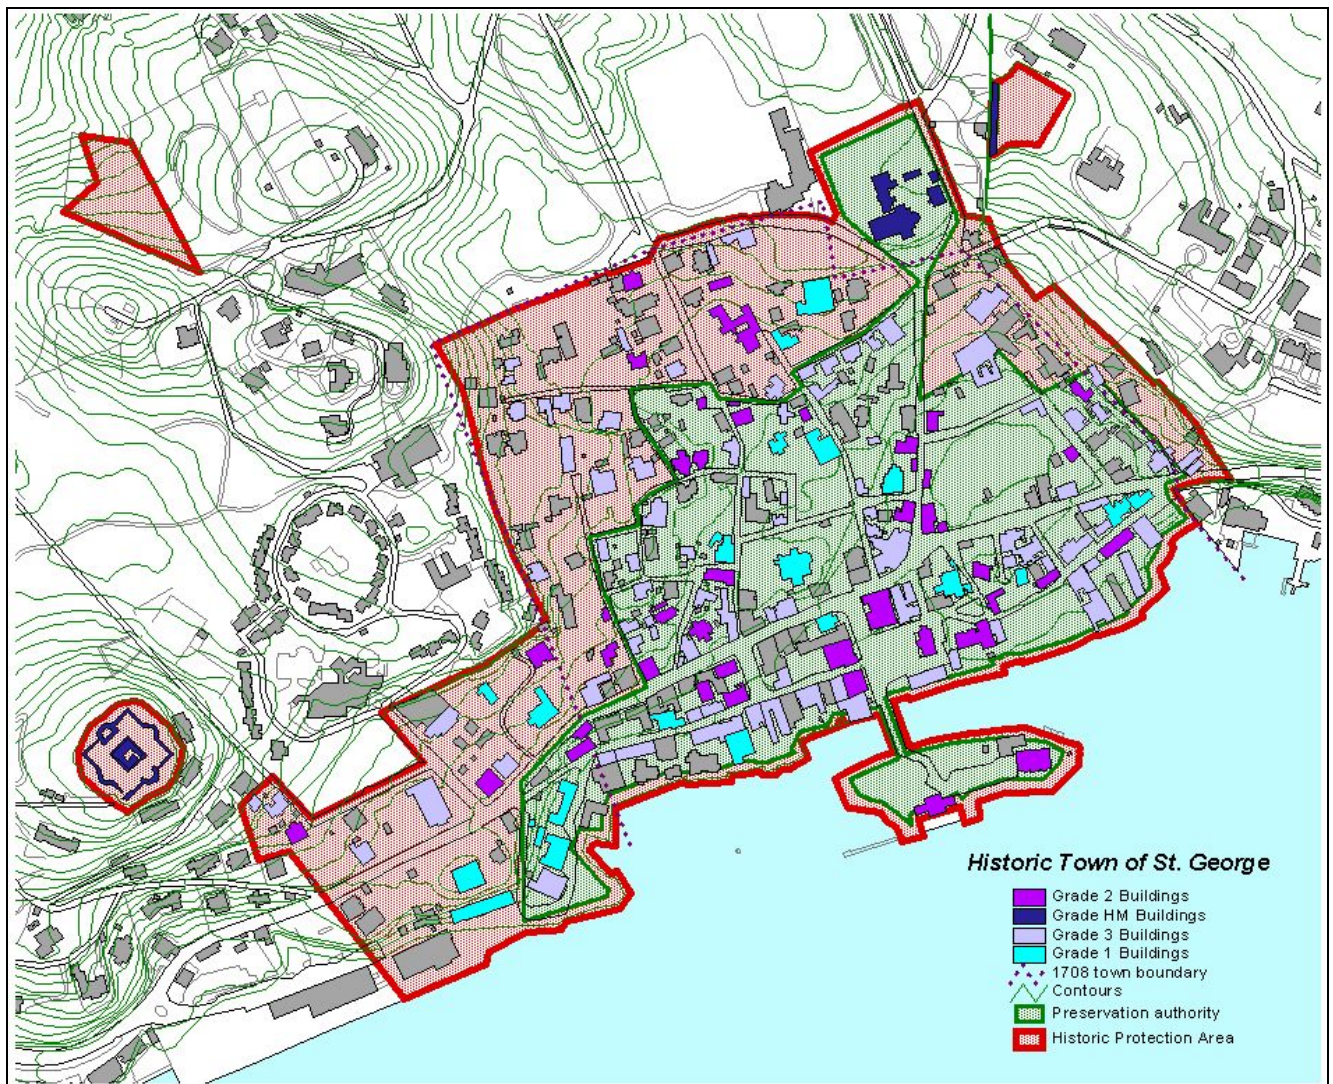 Historic Town of St. George
Grade 2 Buildings
Grade HM Buildings
Grade 3 Buildings
Grade 1 Buildings
1708 town boundary
Contours
Preservation authority
Historic Protection Area